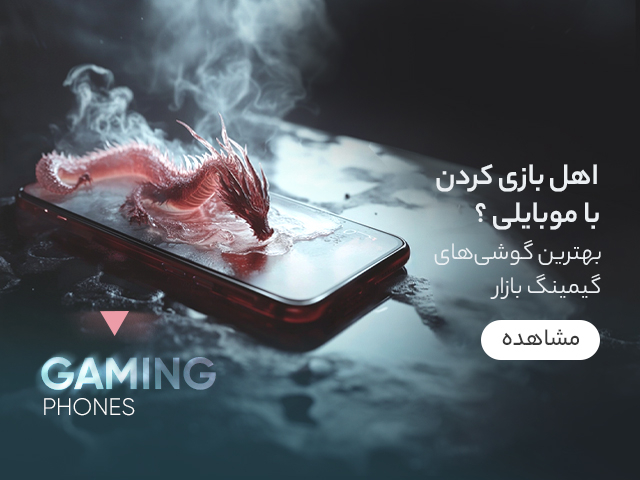 اهل بازی کردن
با موبایلی ؟
بهترین گوشی‌های
گیمینگ بازار
مشاهده
GAMING
PHONES